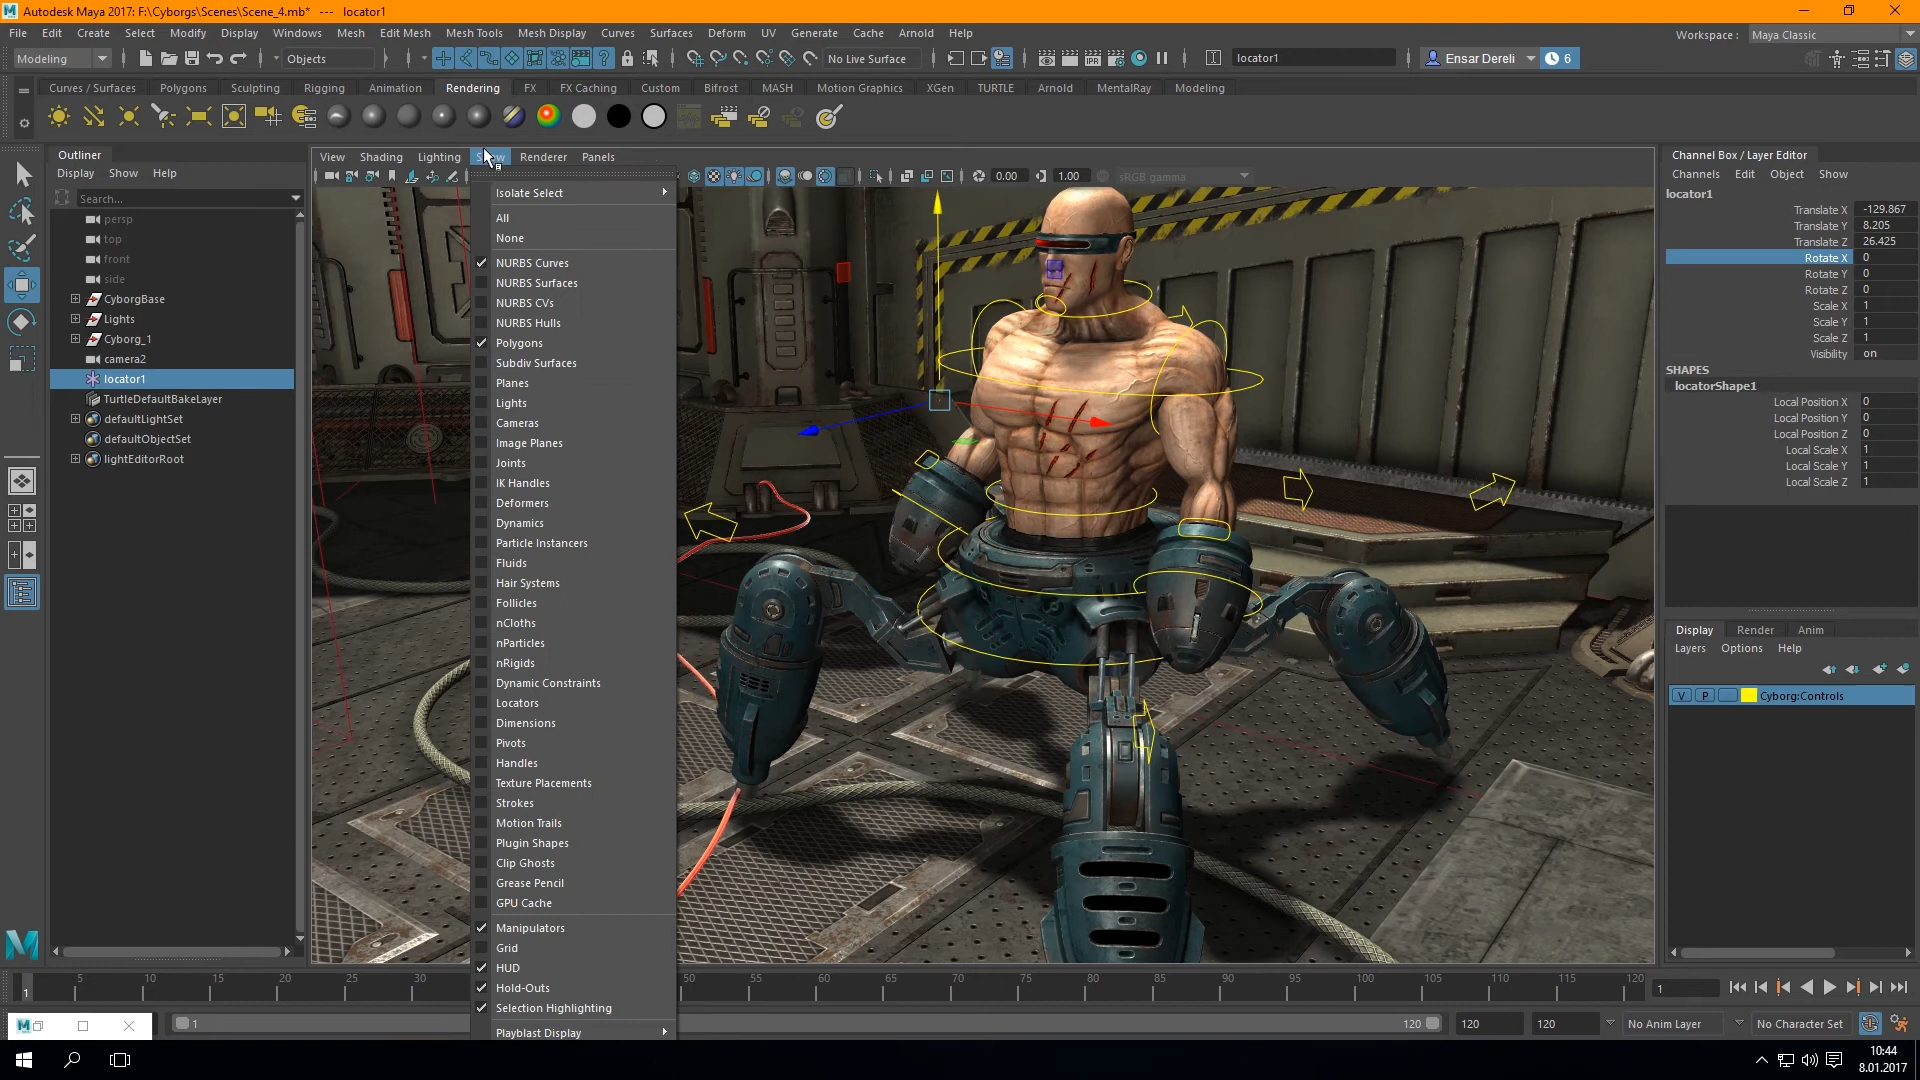 Autodesk Maya 2017: F:\Cyborgs\Scenes\Scene_4.mb* --- locator1
File Edit Create Select Modify Display Windows Mesh Edit Mesh Mesh Tools Mesh Display Curves Surfaces Deform UV Generate Cache Arnold Help
Workspace : Maya Classic
Modeling Objects No Live Surface locator1 Ensar Dereli 6
Curves / Surfaces Polygons Sculpting Rigging Animation Rendering FX FX Caching Custom Bifrost MASH Motion Graphics XGen TURTLE Arnold MentalRay Modeling
IPR
Outliner
Display Show Help
Search...
persp
top
front
side
CyborgBase
Lights
Cyborg_1
camera2
locator1
TurtleDefaultBakeLayer
defaultLightSet
defaultObjectSet
lightEditorRoot
View Shading Lighting Renderer Panels
0.00 1.00 sRGB gamma
Isolate Select
All
None
NURBS Curves
NURBS Surfaces
NURBS CVs
NURBS Hulls
Polygons
Subdiv Surfaces
Planes
Lights
Cameras
Image Planes
Joints
IK Handles
Deformers
Dynamics
Particle Instancers
Fluids
Hair Systems
Follicles
nCloths
nParticles
nRigids
Dynamic Constraints
Locators
Dimensions
Pivots
Handles
Texture Placements
Strokes
Motion Trails
Plugin Shapes
Clip Ghosts
Grease Pencil
GPU Cache
Manipulators
Grid
HUD
Hold-Outs
Selection Highlighting
Playblast Display
Channel Box / Layer Editor
Channels Edit Object Show
locator1
Translate X -129.867
Translate Y 8.205
Translate Z 26.425
Rotate X 0
Rotate Y 0
Rotate Z 0
Scale X 1
Scale Y 1
Scale Z 1
Visibility on
SHAPES
locatorShape1
Local Position X 0
Local Position Y 0
Local Position Z 0
Local Scale X 1
Local Scale Y 1
Local Scale Z 1
Display Render Anim
Layers Options Help
V P Cyborg:Controls
5 10 15 20 25 30 50 55 60 65 70 75 80 85 90 95 100 105 110 115 120
1 1
1 120 120 120 No Anim Layer No Character Set
10:44
8.01.2017